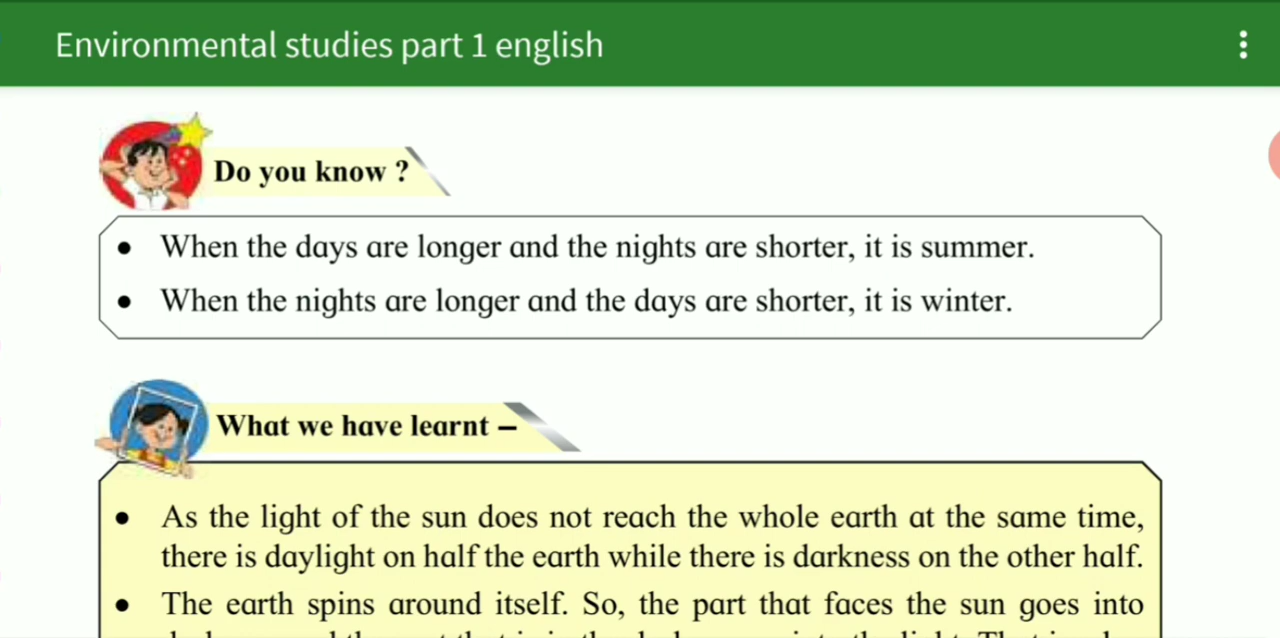 Environmental studies part 1 english
Do you know ?
• When the days are longer and the nights are shorter, it is summer.
• When the nights are longer and the days are shorter, it is winter.
What we have learnt –
• As the light of the sun does not reach the whole earth at the same time,
there is daylight on half the earth while there is darkness on the other half.
• The earth spins around itself. So, the part that faces the sun goes into